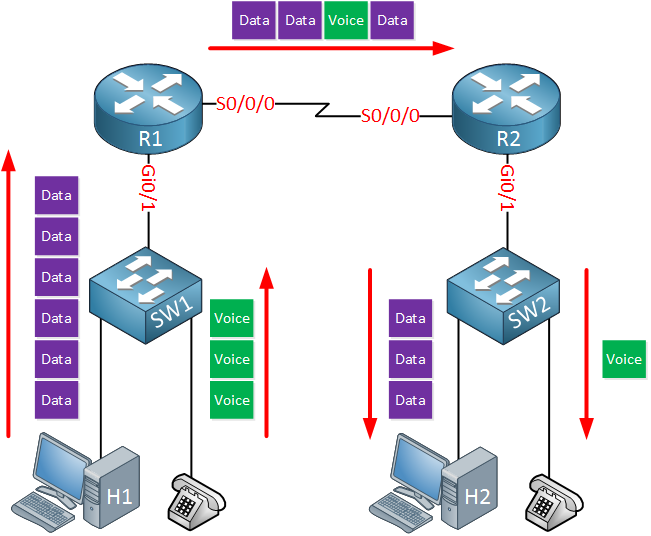 Data Data Voice Data
R1 S0/0/0 S0/0/0 R2
Gi0/1 Gi0/1
Data
Data
Data
Data
Data
Data
SW1
Voice
Voice
Voice
Data
Data
Data
SW2
Voice
H1
H2